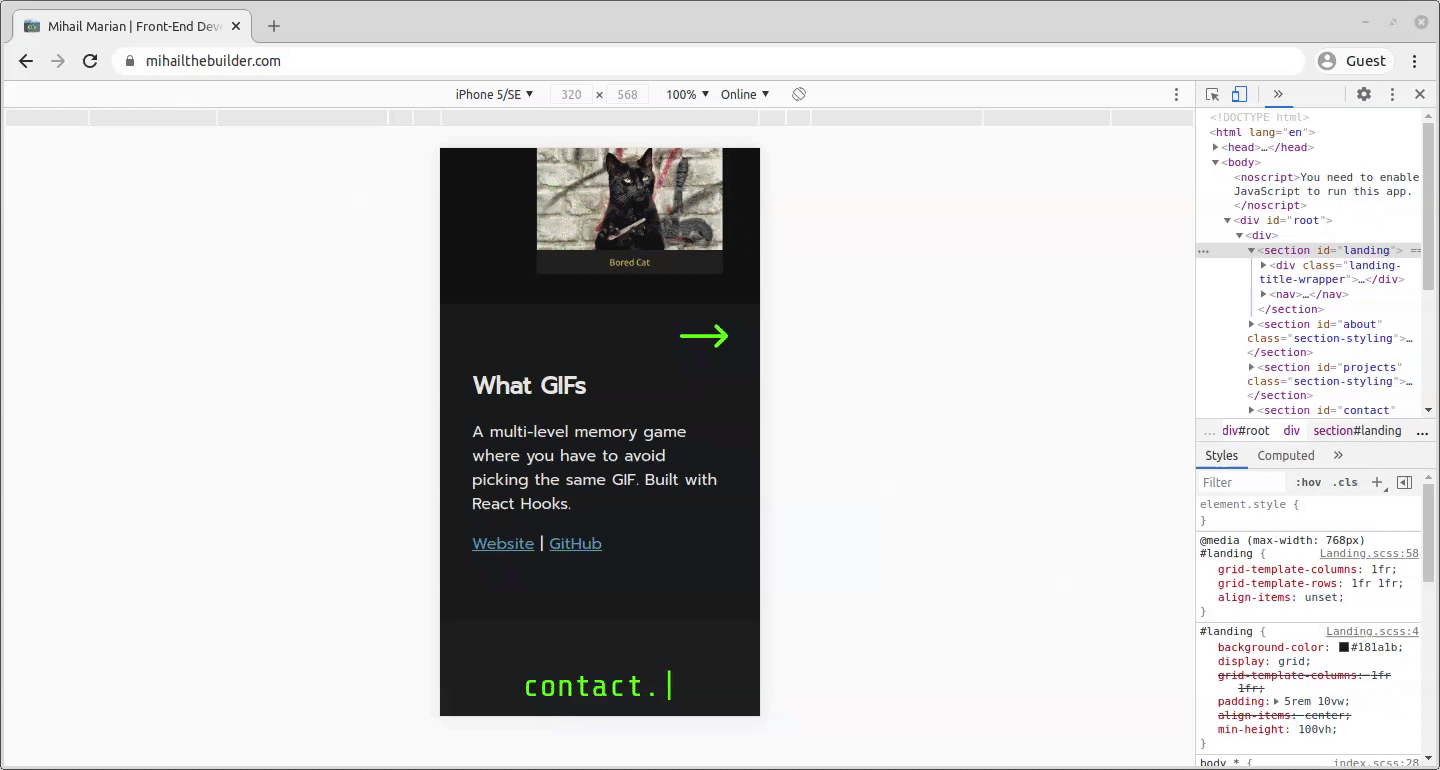 Mihail Marian | Front-End Dev
mihailthebuilder.com
Guest
iPhone 5/SE ▼ 320 × 568 100% ▼ Online ▼
Bored Cat
What GIFs
A multi-level memory game
where you have to avoid
picking the same GIF. Built with
React Hooks.
Website | GitHub
contact.|
<!DOCTYPE html>
<html lang="en">
<head>…</head>
<body>
<noscript>You need to enable
JavaScript to run this app.
</noscript>
<div id="root">
<div>
… <section id="landing"> ==
<div class="landing-
title-wrapper">…</div>
<nav>…</nav>
</section>
<section id="about"
class="section-styling">…
</section>
<section id="projects"
class="section-styling">…
</section>
<section id="contact"
… div#root div section#landing …
Styles Computed »
Filter :hov .cls +
element.style {
}
@media (max-width: 768px)
#landing { Landing.scss:58
grid-template-columns: 1fr;
grid-template-rows: 1fr 1fr;
align-items: unset;
}
#landing { Landing.scss:4
background-color: #181a1b;
display: grid;
grid-template-columns: 1fr
1fr;
padding: 5rem 10vw;
align-items: center;
min-height: 100vh;
}
body * { index.scss:28